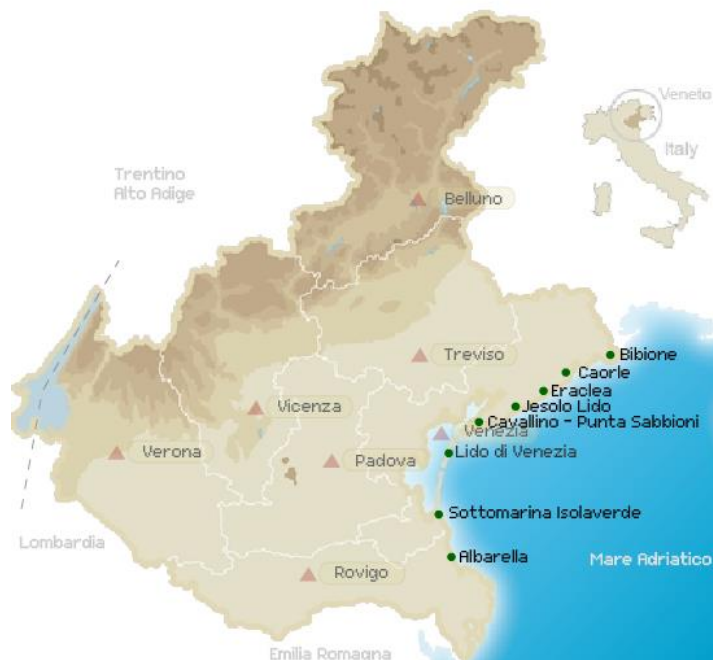 Veneto
Italy
Trentino
Alto Adige
Belluno
Treviso
Bibione
Caorle
Eraclea
Jesolo Lido
Cavallino - Punta Sabbioni
Vicenza
Venezia
Verona
Padova
Lido di Venezia
Sottomarina Isolaverde
Lombardia
Albarella
Mare Adriatico
Rovigo
Emilia Romagna